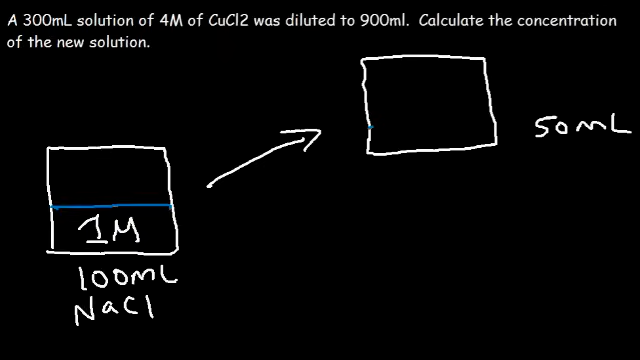 A 300mL solution of 4M of CuCl2 was diluted to 900ml. Calculate the concentration
of the new solution.
50mL
1M
100mL
NaCl